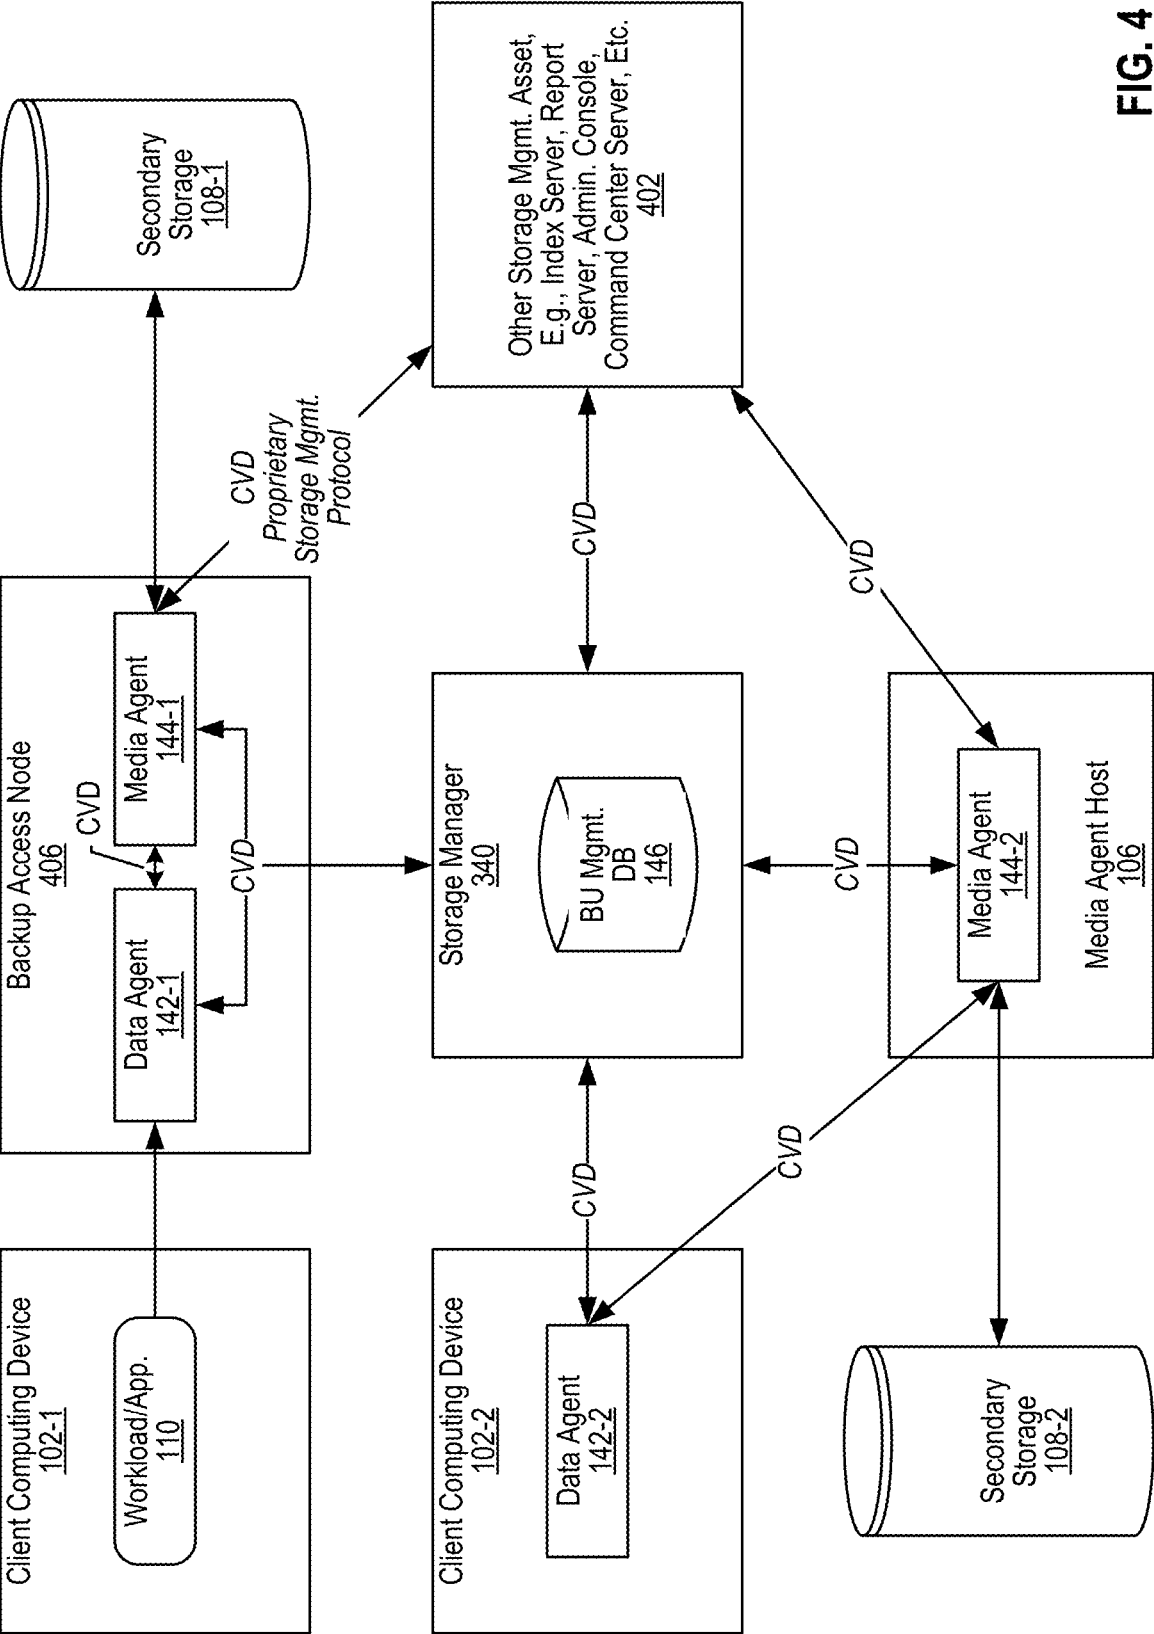 Client Computing Device
102-1
Workload/App.
110
Backup Access Node
406
CVD
Data Agent
142-1
Media Agent
144-1
CVD
Secondary
Storage
108-1
CVD
Proprietary
Storage Mgmt.
Protocol
Client Computing Device
102-2
Data Agent
142-2
CVD
Storage Manager
340
BU Mgmt.
DB
146
CVD
Other Storage Mgmt. Asset,
E.g., Index Server, Report
Server, Admin. Console,
Command Center Server, Etc.
402
CVD
CVD
CVD
Secondary
Storage
108-2
Media Agent
144-2
Media Agent Host
106
FIG. 4